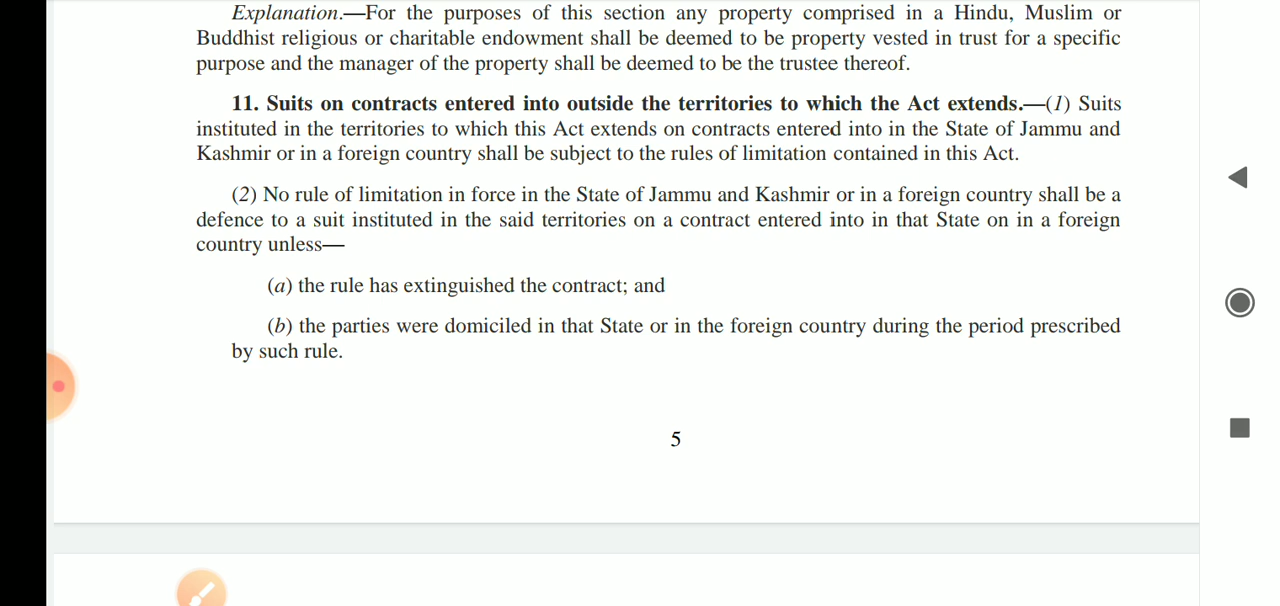 Explanation.—For the purposes of this section any property comprised in a Hindu, Muslim or
Buddhist religious or charitable endowment shall be deemed to be property vested in trust for a specific
purpose and the manager of the property shall be deemed to be the trustee thereof.
11. Suits on contracts entered into outside the territories to which the Act extends.—(1) Suits
instituted in the territories to which this Act extends on contracts entered into in the State of Jammu and
Kashmir or in a foreign country shall be subject to the rules of limitation contained in this Act.
(2) No rule of limitation in force in the State of Jammu and Kashmir or in a foreign country shall be a
defence to a suit instituted in the said territories on a contract entered into in that State on in a foreign
country unless—
(a) the rule has extinguished the contract; and
(b) the parties were domiciled in that State or in the foreign country during the period prescribed
by such rule.
5